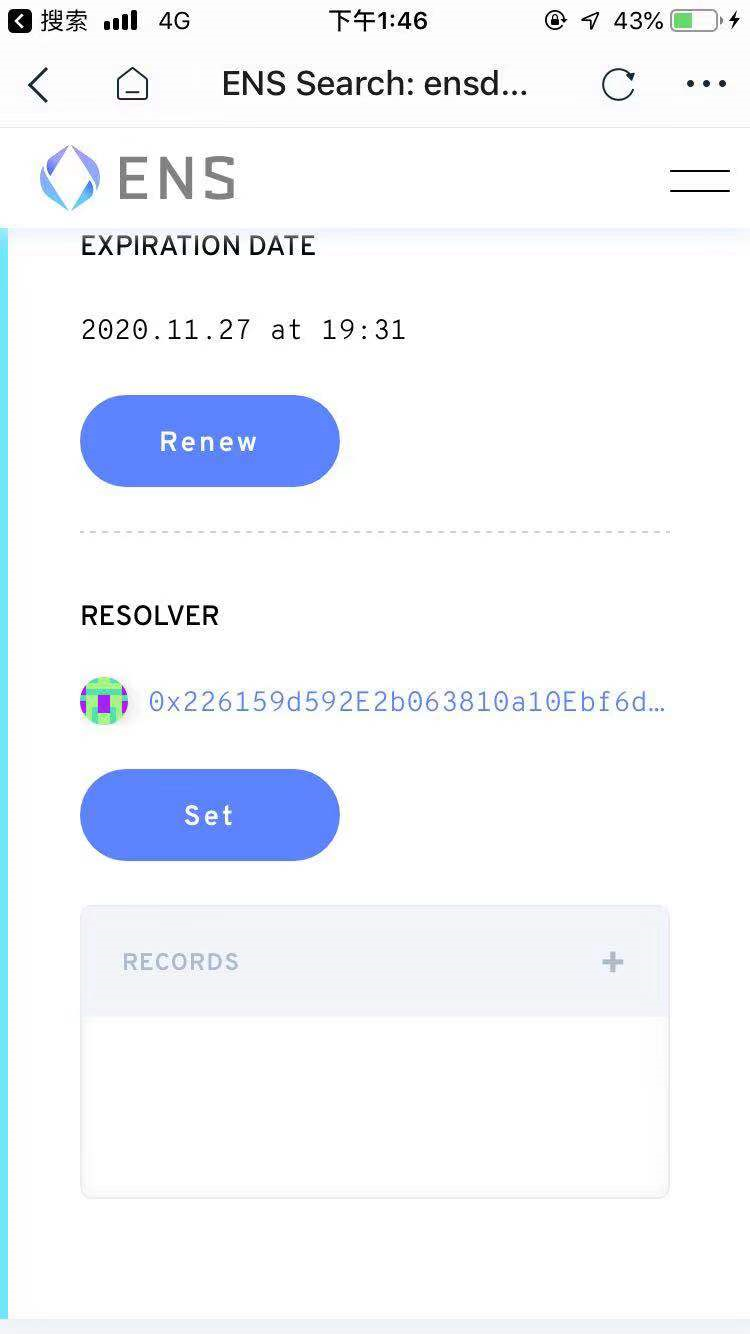 搜索 4G 下午1:46 43%
ENS Search: ensd...
ENS
EXPIRATION DATE
2020.11.27 at 19:31
Renew
RESOLVER
0x226159d592E2b063810a10Ebf6d…
Set
RECORDS +